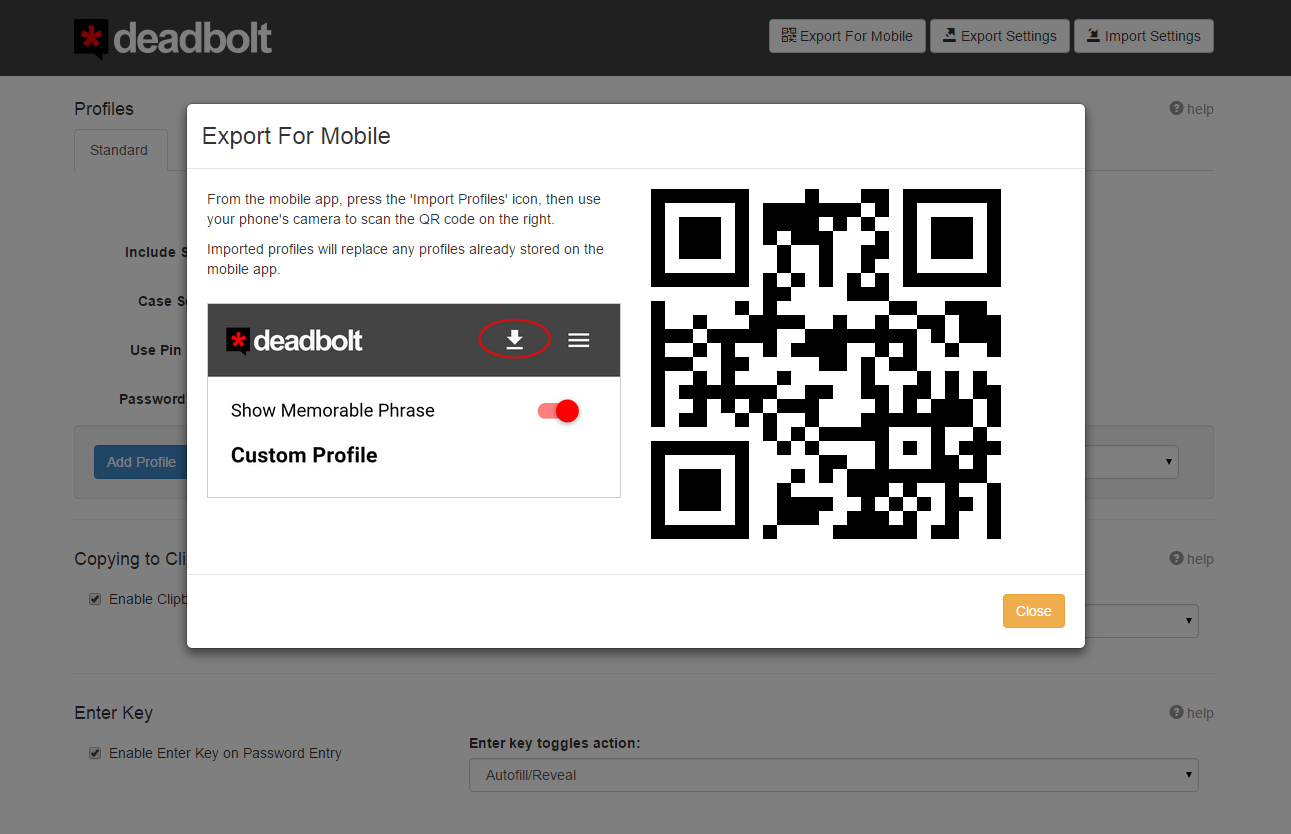 deadbolt
Export For Mobile
Export Settings
Import Settings
Profiles
help
Standard
Export For Mobile
From the mobile app, press the 'Import Profiles' icon, then use
your phone's camera to scan the QR code on the right.
Imported profiles will replace any profiles already stored on the
mobile app.
deadbolt
Show Memorable Phrase
Custom Profile
Include S
Case Se
Use Pin
Password
Add Profile
Copying to Cli
help
Enable Clipb
Close
Enter Key
help
Enable Enter Key on Password Entry
Enter key toggles action:
Autofill/Reveal